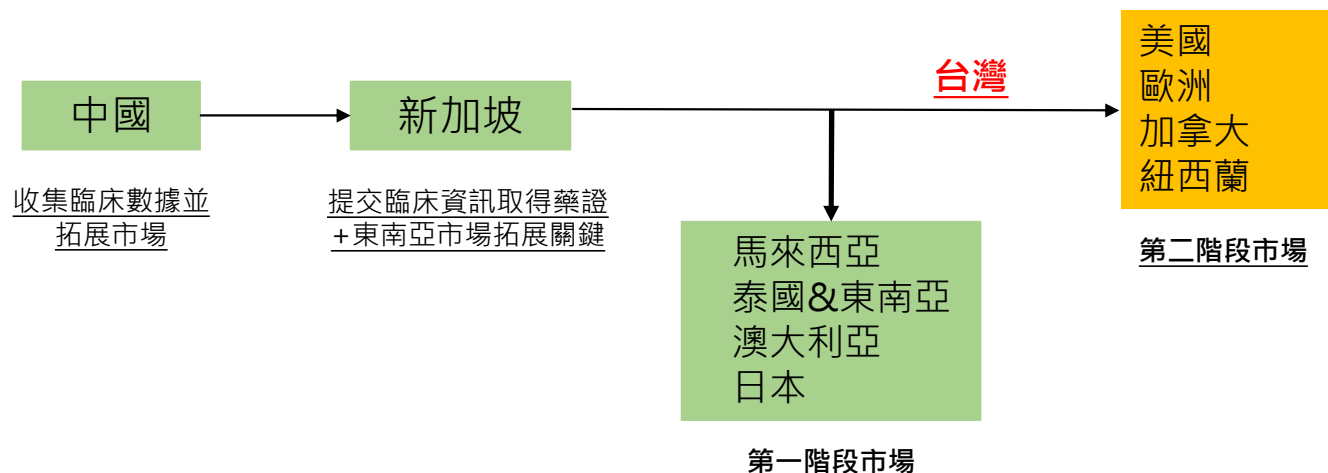 中國
收集臨床數據並
拓展市場
新加坡
提交臨床資訊取得藥證
+東南亞市場拓展關鍵
台灣
馬來西亞
泰國&東南亞
澳大利亞
日本
第一階段市場
美國
歐洲
加拿大
紐西蘭
第二階段市場